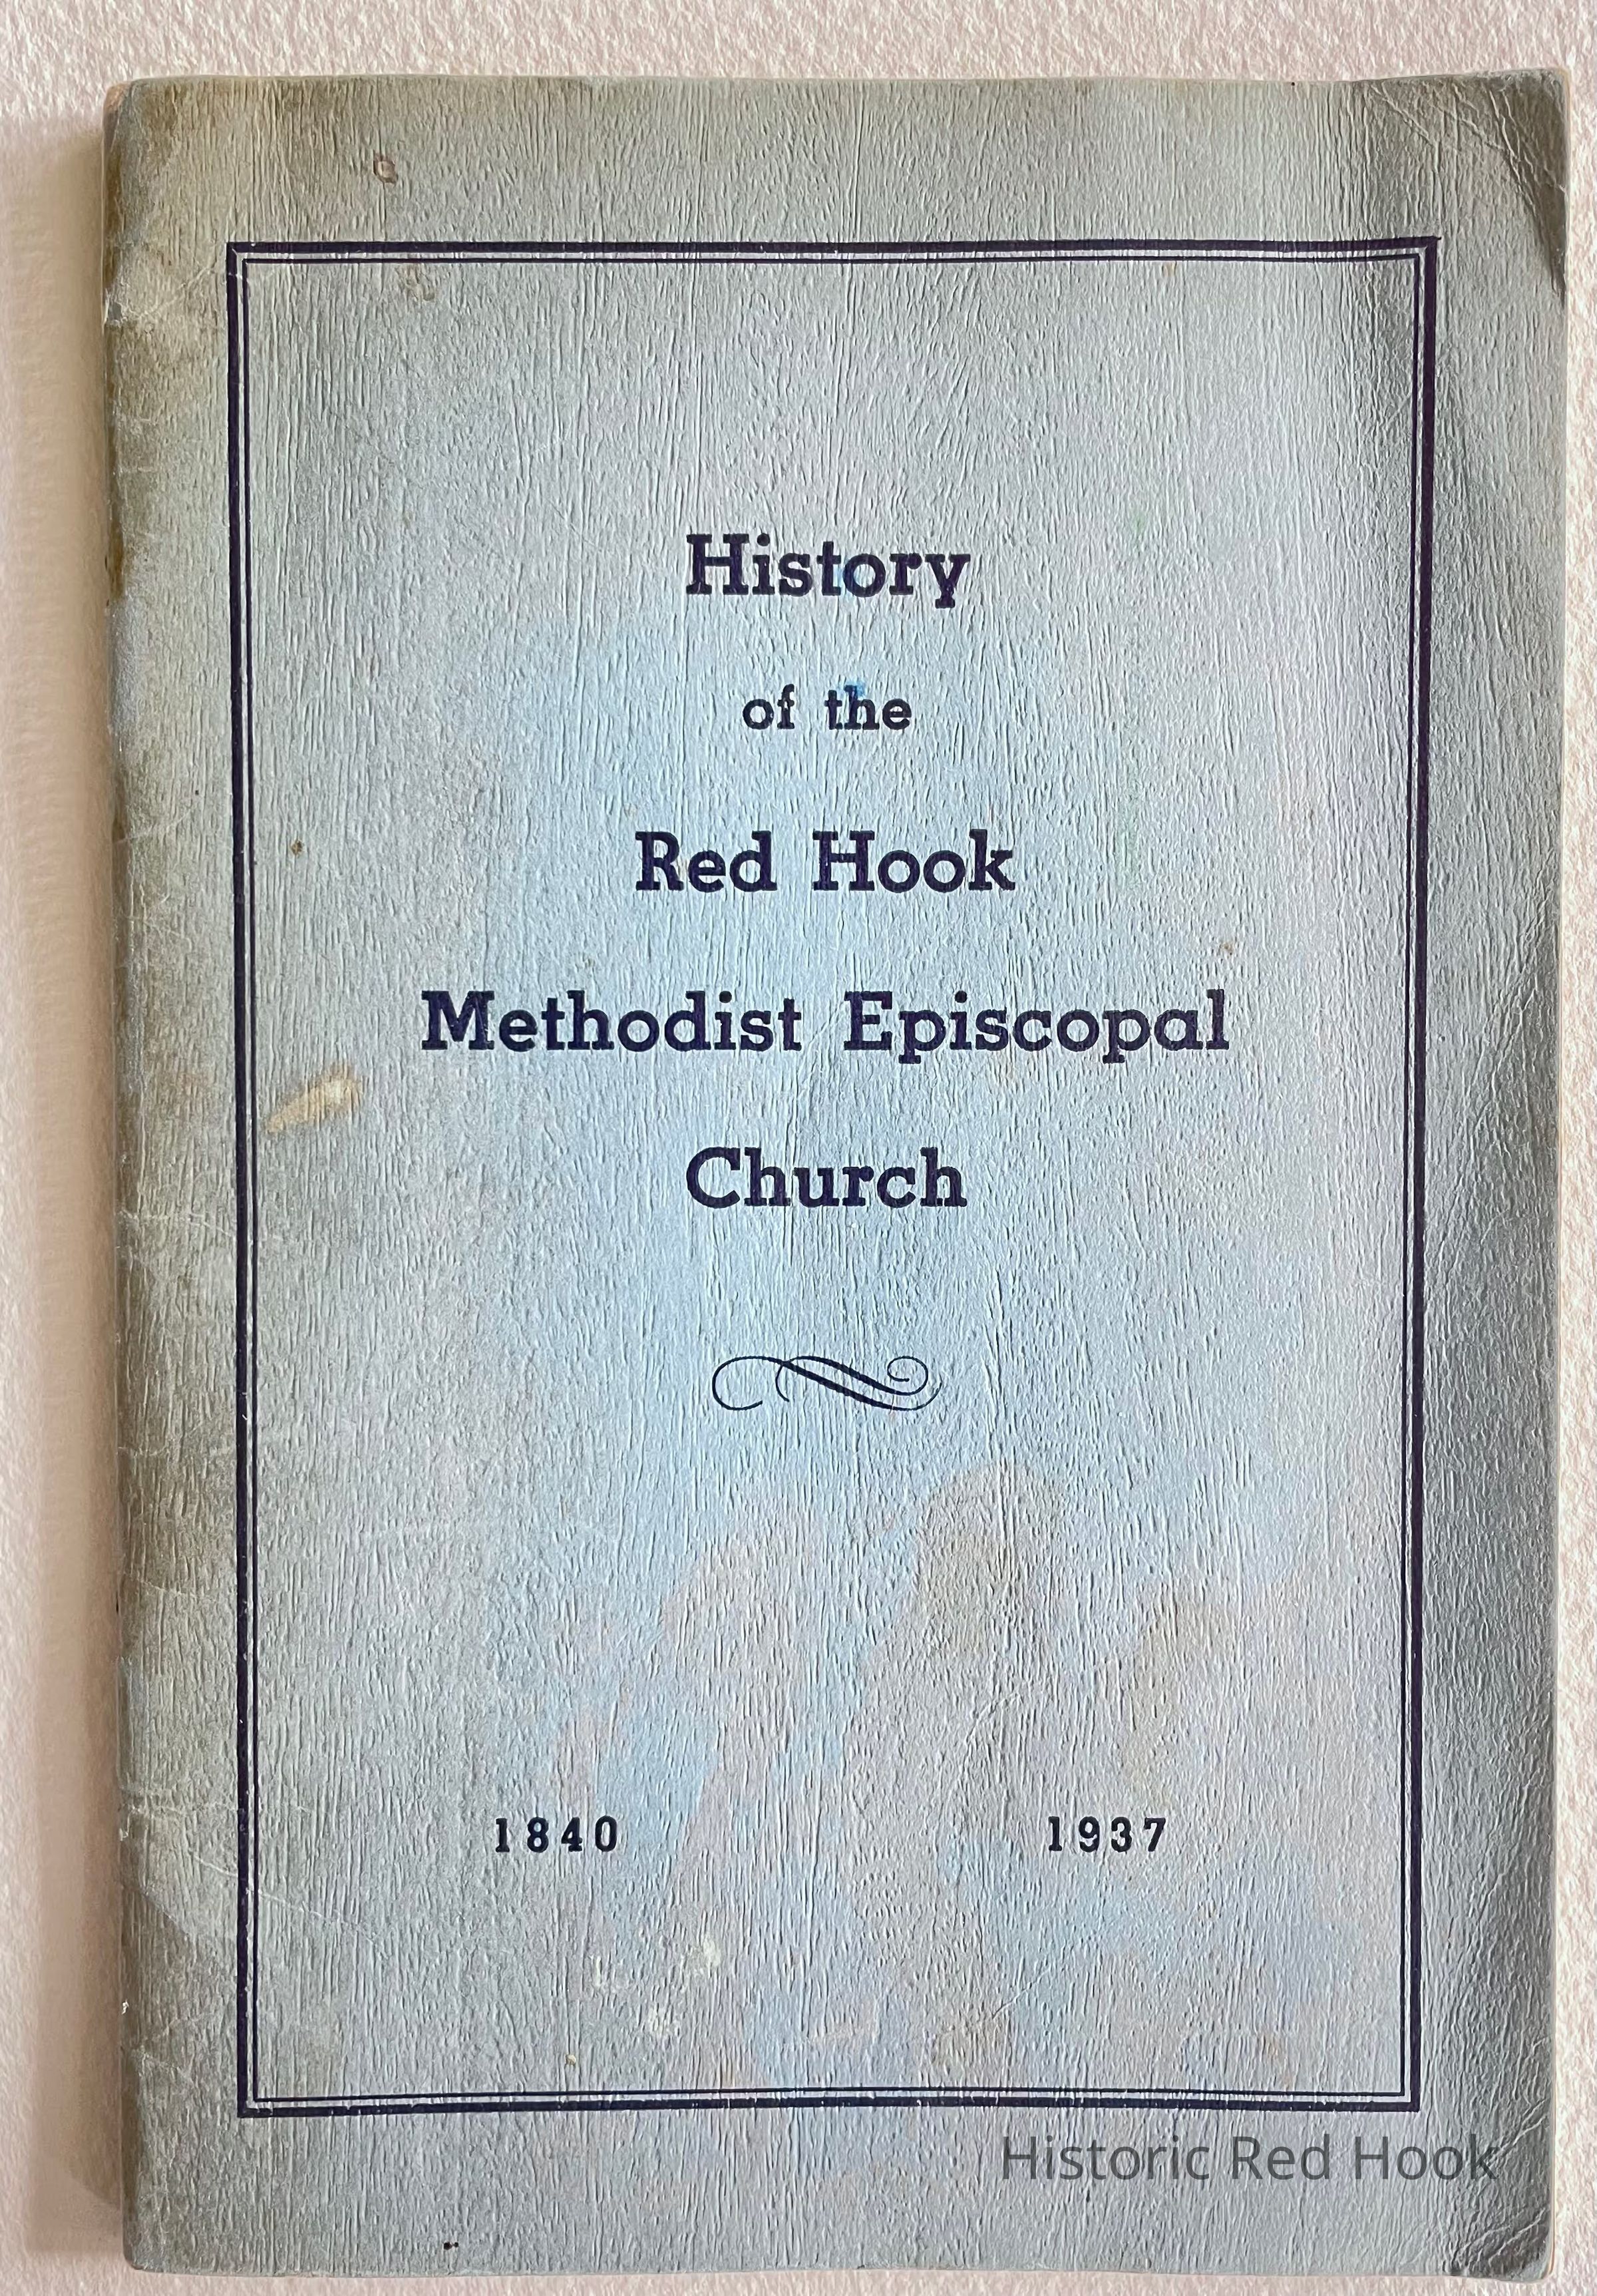 History
of the
Red Hook
Methodist Episcopal
Church
1840 1937
Historic Red Hook